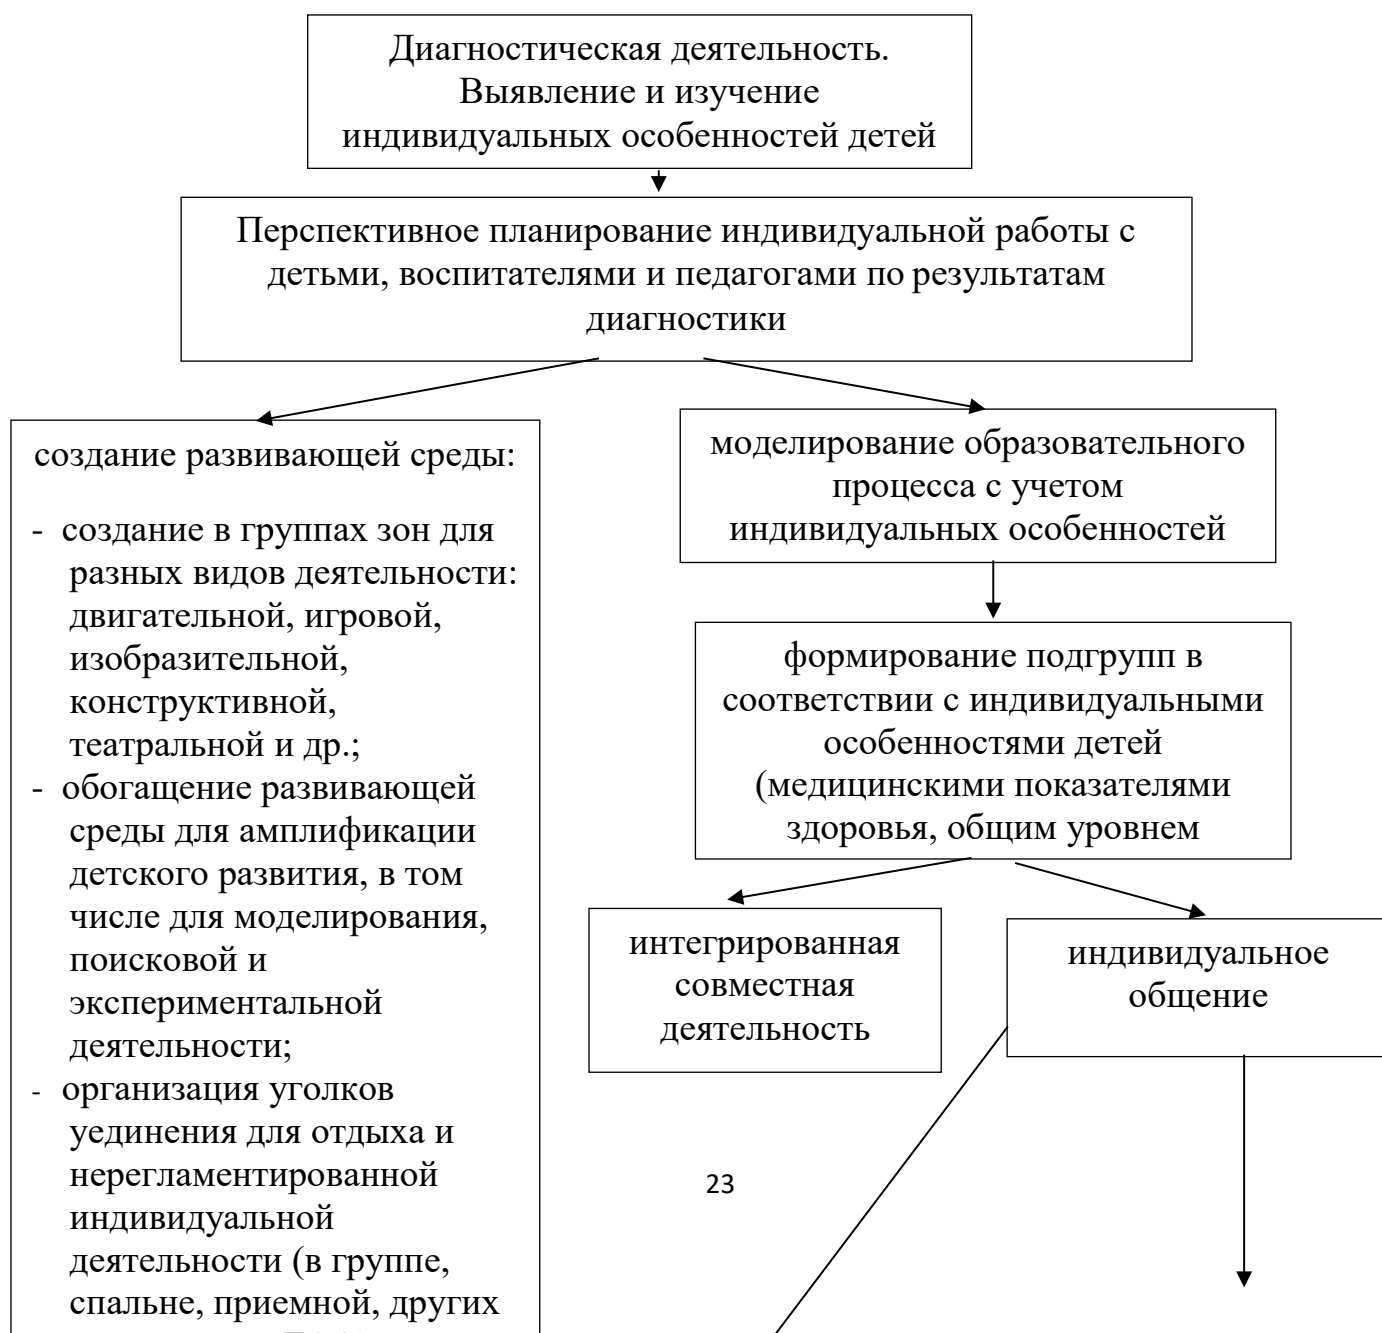 Диагностическая деятельность.
Выявление и изучение
индивидуальных особенностей детей
Перспективное планирование индивидуальной работы с
детьми, воспитателями и педагогами по результатам
диагностики
создание развивающей среды:
- создание в группах зон для
разных видов деятельности:
двигательной, игровой,
изобразительной,
конструктивной,
театральной и др.;
- обогащение развивающей
среды для амплификации
детского развития, в том
числе для моделирования,
поисковой и
экспериментальной
деятельности;
- организация уголков
уединения для отдыха и
нерегламентированной
индивидуальной
деятельности (в группе,
спальне, приемной, других
моделирование образовательного
процесса с учетом
индивидуальных особенностей
формирование подгрупп в
соответствии с индивидуальными
особенностями детей
(медицинскими показателями
здоровья, общим уровнем
интегрированная
совместная
деятельность
индивидуальное
общение
23